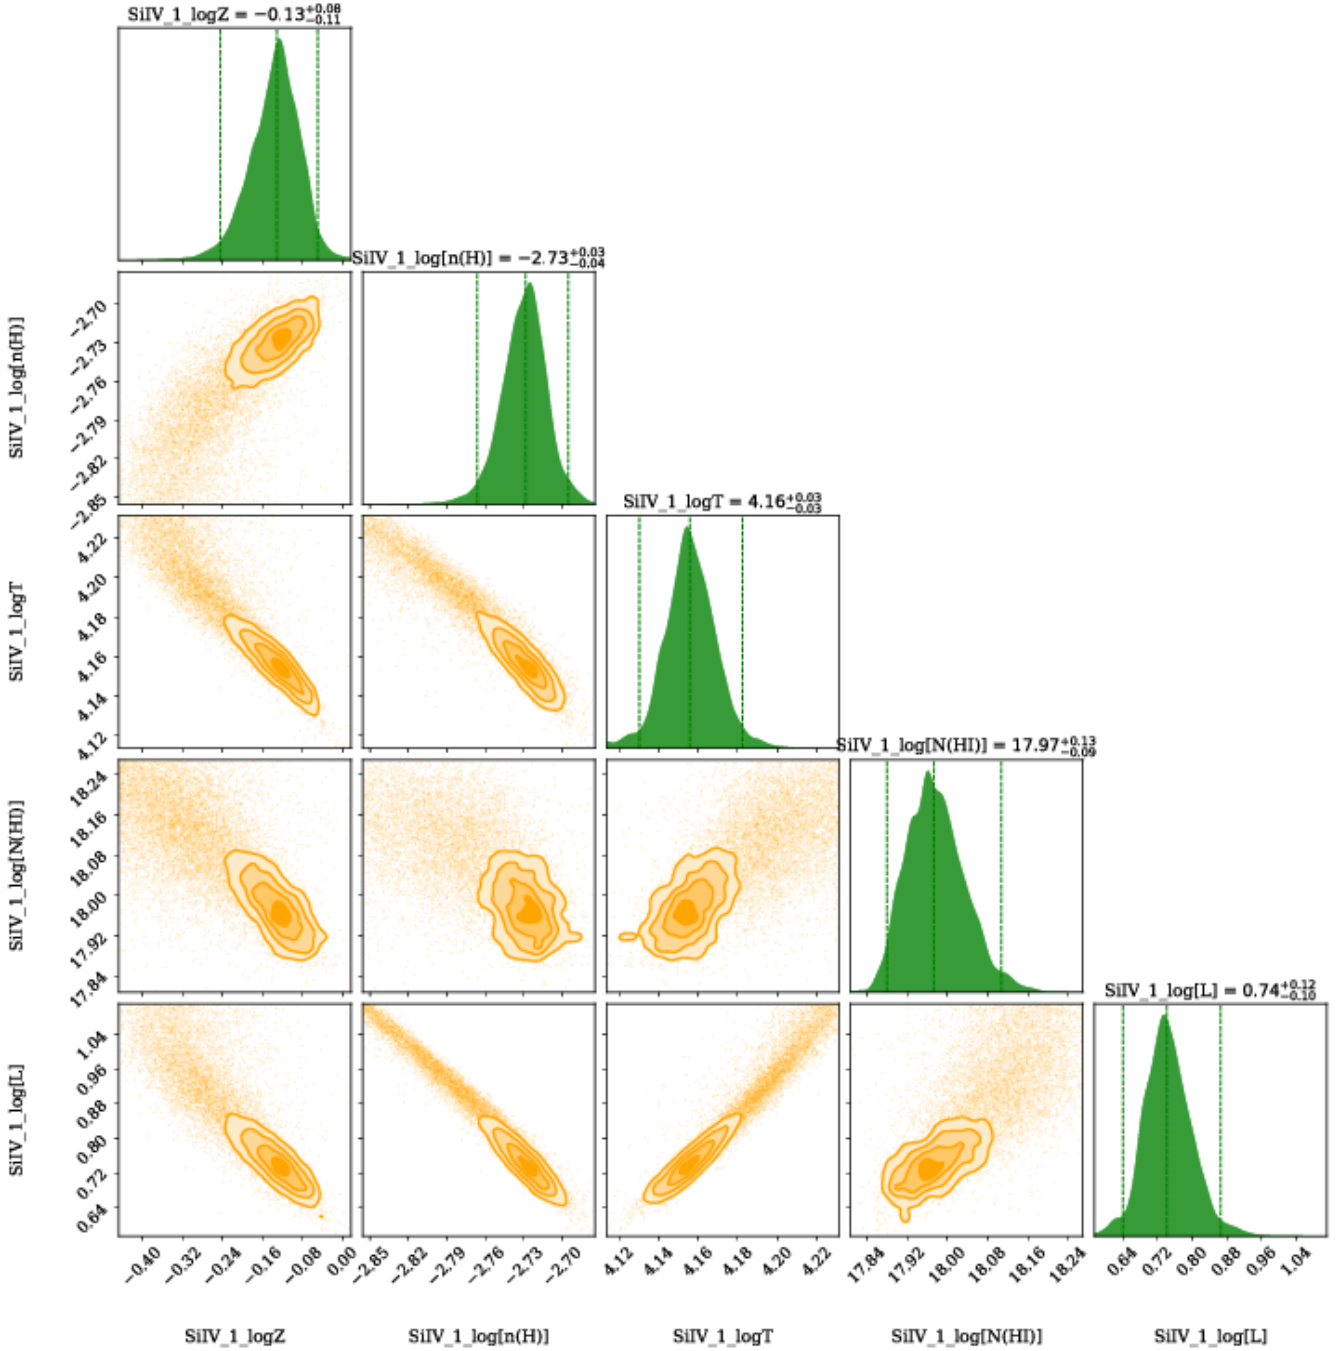 SiIV_1_logZ = −0.13+0.08−0.11
SiIV_1_log[n(H)] = −2.73+0.03−0.04
SiIV_1_log[n(H)]
−2.70
−2.73
−2.76
−2.79
−2.82
−2.85
SiIV_1_logT = 4.16+0.03−0.03
SiIV_1_logT
4.22
4.20
4.18
4.16
4.14
4.12
SiIV_1_log[N(HI)] = 17.97+0.13−0.09
SiIV_1_log[N(HI)]
18.24
18.16
18.08
18.00
17.92
17.84
SiIV_1_log[L] = 0.74+0.12−0.10
SiIV_1_log[L]
1.04
0.96
0.88
0.80
0.72
0.64
−0.40 −0.32 −0.24 −0.16 −0.08 0.00 −2.85 −2.82 −2.79 −2.76 −2.73 −2.70 4.12 4.14 4.16 4.18 4.20 4.22 17.84 17.92 18.00 18.08 18.16 18.24 0.64 0.72 0.80 0.88 0.96 1.04
SiIV_1_logZ SiIV_1_log[n(H)] SiIV_1_logT SiIV_1_log[N(HI)] SiIV_1_log[L]